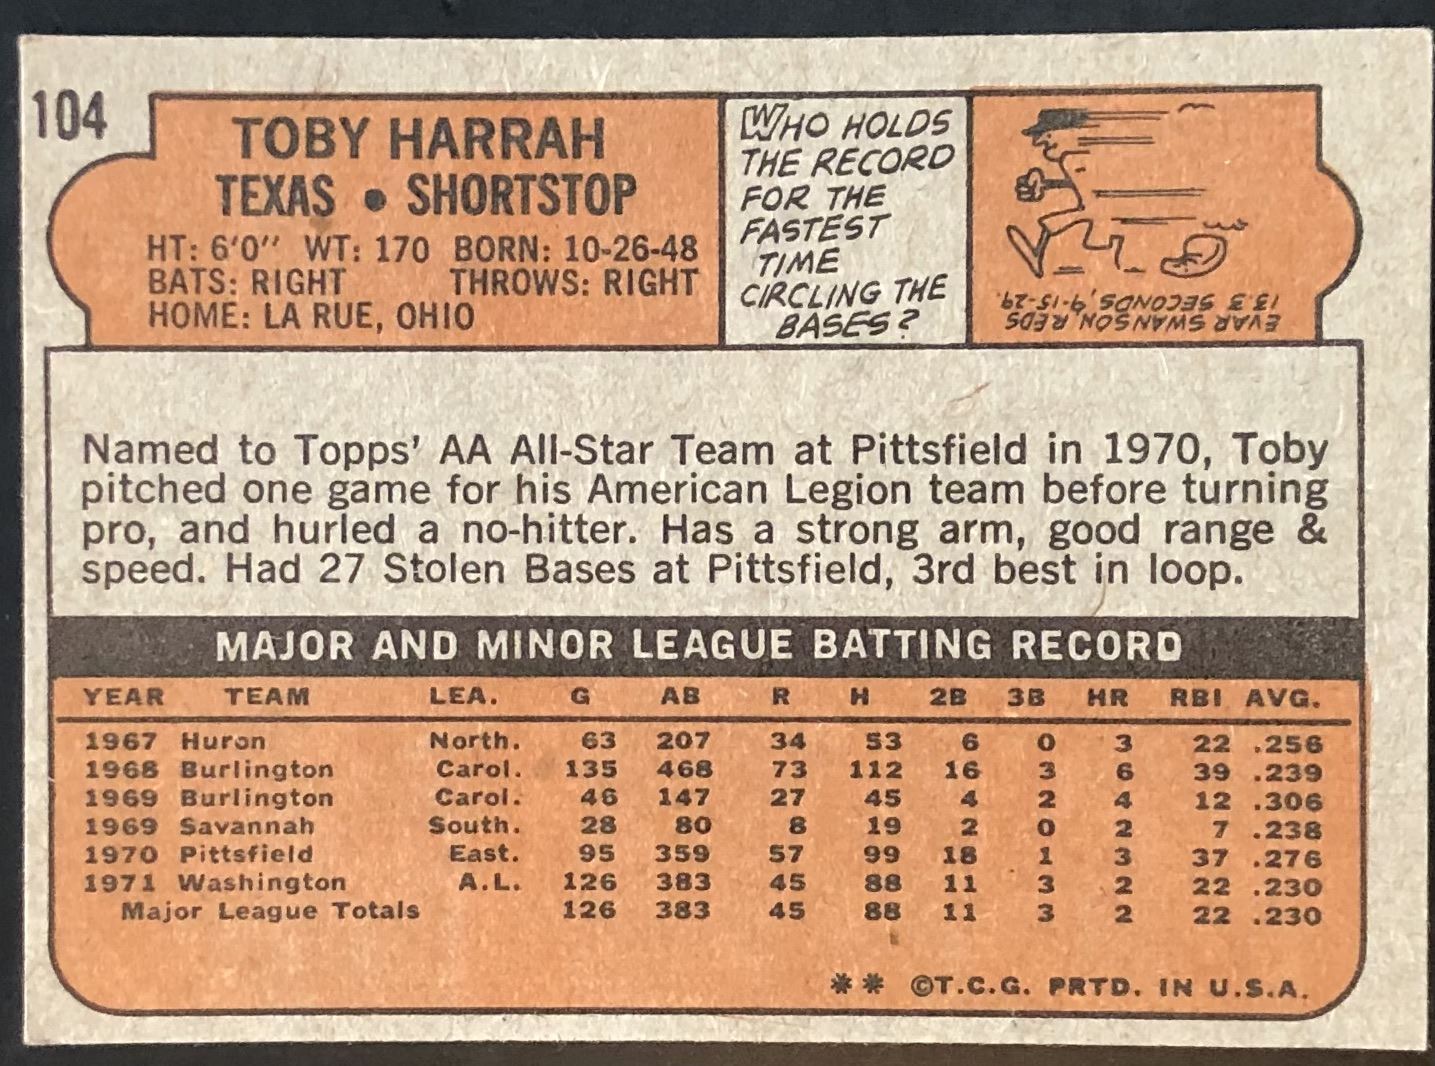 104
TOBY HARRAH
TEXAS • SHORTSTOP
HT: 6'0" WT: 170 BORN: 10-26-48
BATS: RIGHT THROWS: RIGHT
HOME: LA RUE, OHIO
WHO HOLDS
THE RECORD
FOR THE
FASTEST
TIME
CIRCLING THE
BASES?
EVAR SWANSON, REDS
13.3 SECONDS, 9-15-29.
Named to Topps' AA All-Star Team at Pittsfield in 1970, Toby
pitched one game for his American Legion team before turning
pro, and hurled a no-hitter. Has a strong arm, good range &
speed. Had 27 Stolen Bases at Pittsfield, 3rd best in loop.
MAJOR AND MINOR LEAGUE BATTING RECORD
YEAR TEAM LEA. G AB R H 2B 3B HR RBI AVG.
1967 Huron North. 63 207 34 53 6 0 3 22 .256
1968 Burlington Carol. 135 468 73 112 16 3 6 39 .239
1969 Burlington Carol. 46 147 27 45 4 2 4 12 .306
1969 Savannah South. 28 80 8 19 2 0 2 7 .238
1970 Pittsfield East. 95 359 57 99 18 1 3 37 .276
1971 Washington A.L. 126 383 45 88 11 3 2 22 .230
Major League Totals 126 383 45 88 11 3 2 22 .230
** ©T.C.G. PRTD. IN U.S.A.